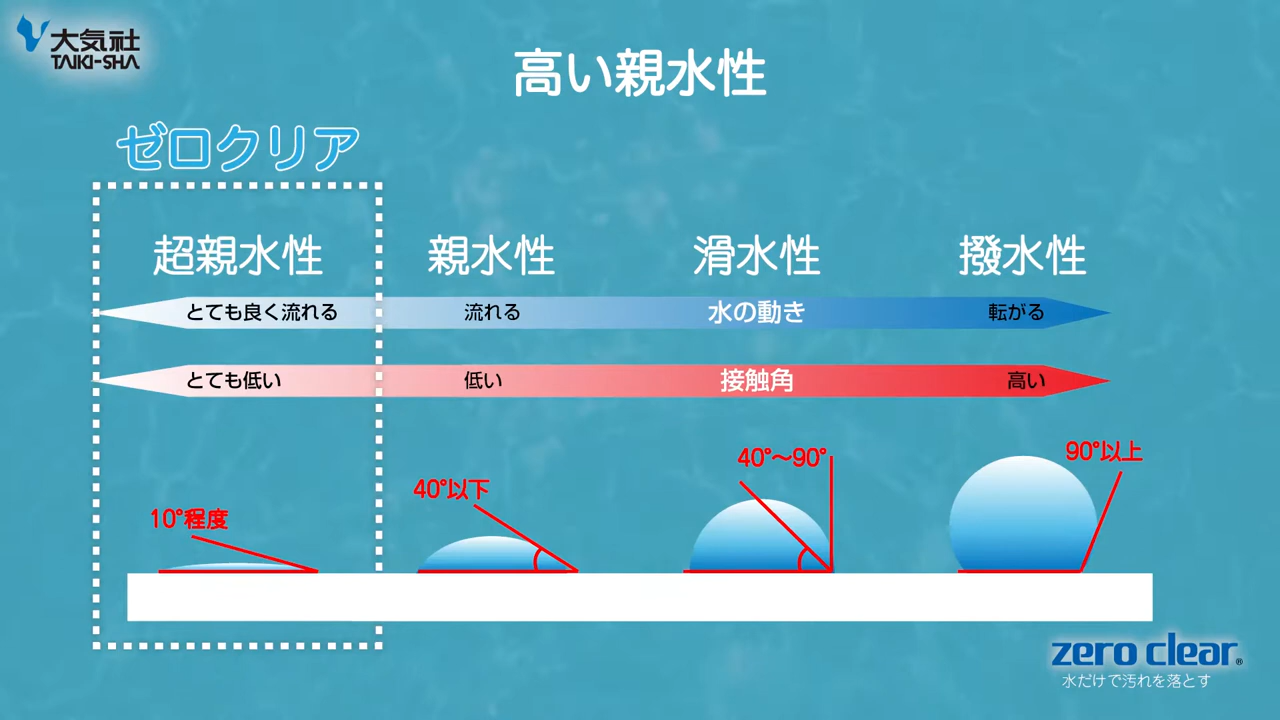 大気社
TAIKI-SHA
高い親水性
ゼロクリア
超親水性
親水性
滑水性
撥水性
とても良く流れる
流れる
水の動き
転がる
とても低い
低い
接触角
高い
10°程度
40°以下
40°〜90°
90°以上
zero clear®
水だけで汚れを落とす